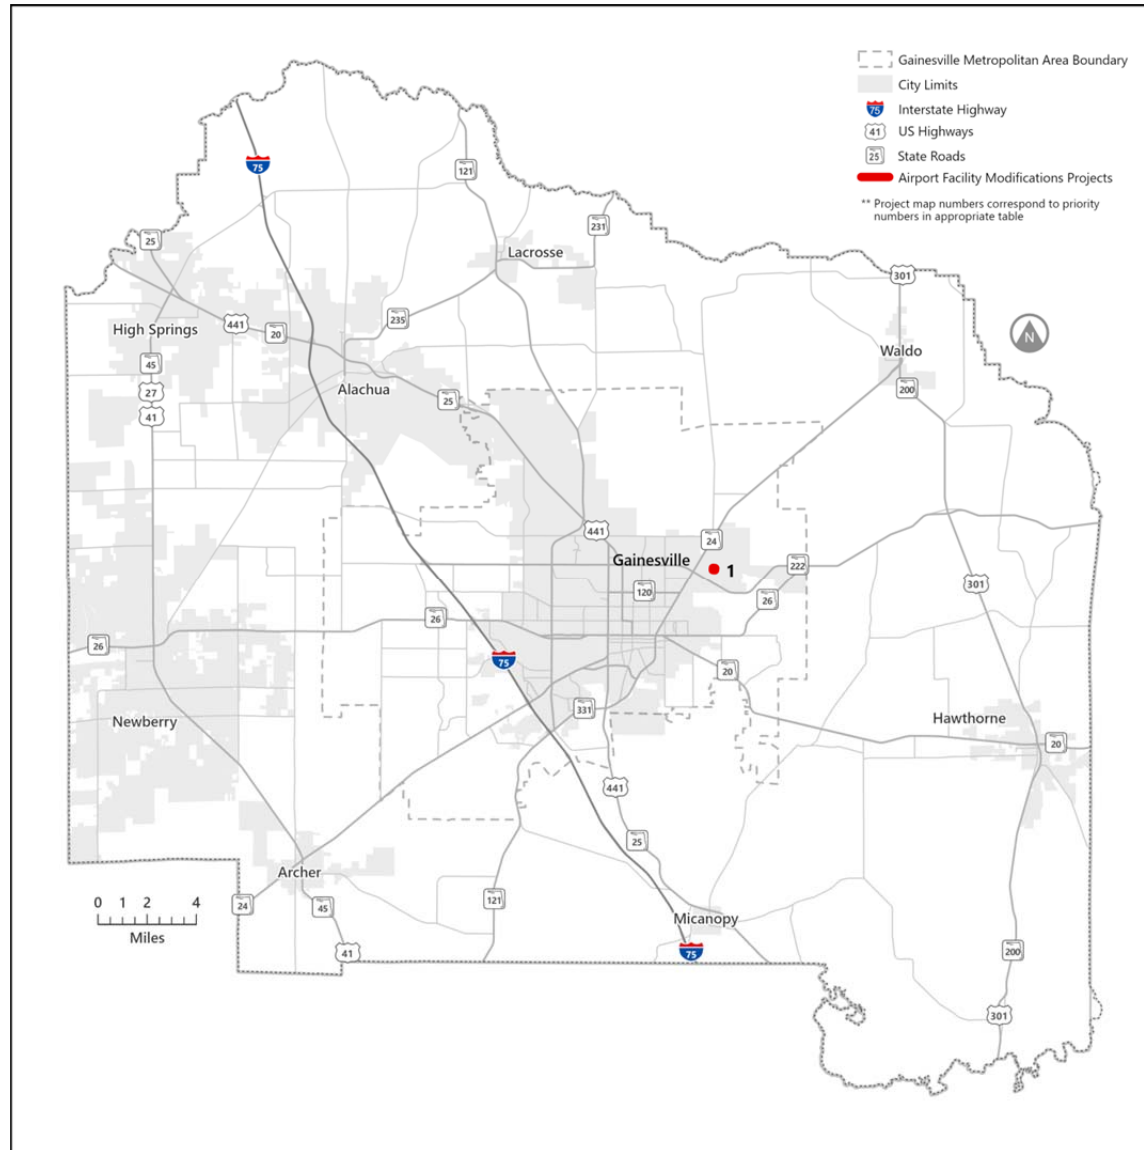 Gainesville Metropolitan Area Boundary
City Limits
75 Interstate Highway
41 US Highways
25 State Roads
Airport Facility Modifications Projects
** Project map numbers correspond to priority
numbers in appropriate table
75
121
231
25
Lacrosse
301
N
High Springs
441
20
235
Waldo
45
Alachua
200
27
25
41
441
24
Gainesville
1
222
301
120
26
26
26
75
20
331
Newberry
Hawthorne
20
441
25
Archer
0 1 2 4
Miles
24
45
121
Micanopy
41
75
200
301